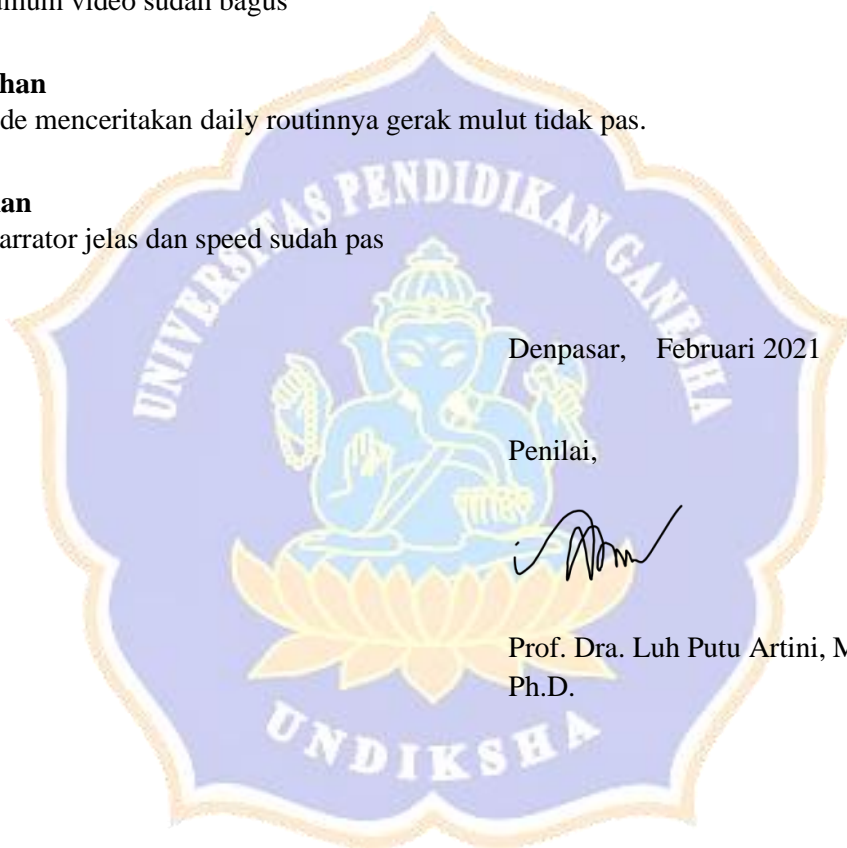 umum video sudah bagus
han
de menceritakan daily routinnya gerak mulut tidak pas.
an
arrator jelas dan speed sudah pas
UNIVERSITAS PENDIDIKAN GANESHA
Denpasar, Februari 2021
Penilai,
Prof. Dra. Luh Putu Artini, M
Ph.D.
UNDIKSHA